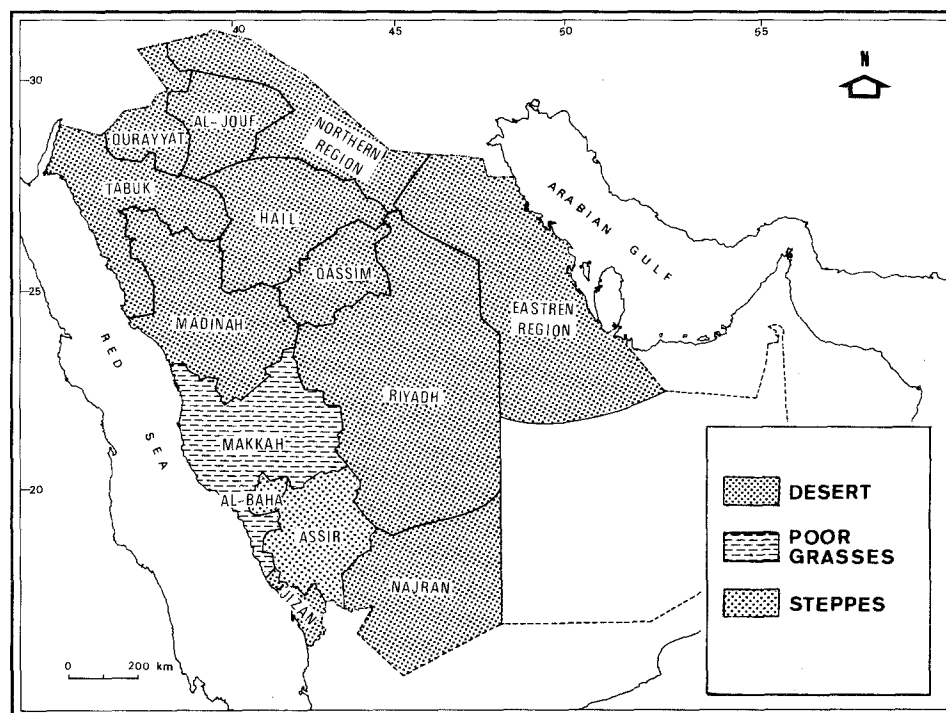 40 45 50 55
N
30
AL-JOUF
QURAYYAT
NORTHERN
REGION
TABUK
HAIL
ARABIAN GULF
QASSIM
25
EASTREN
REGION
MADINAH
RED SEA
RIYADH
MAKKAH
20
AL-BAHA
ASSIR
NAJRAN
JIZAN
DESERT
POOR
GRASSES
STEPPES
0 200 km